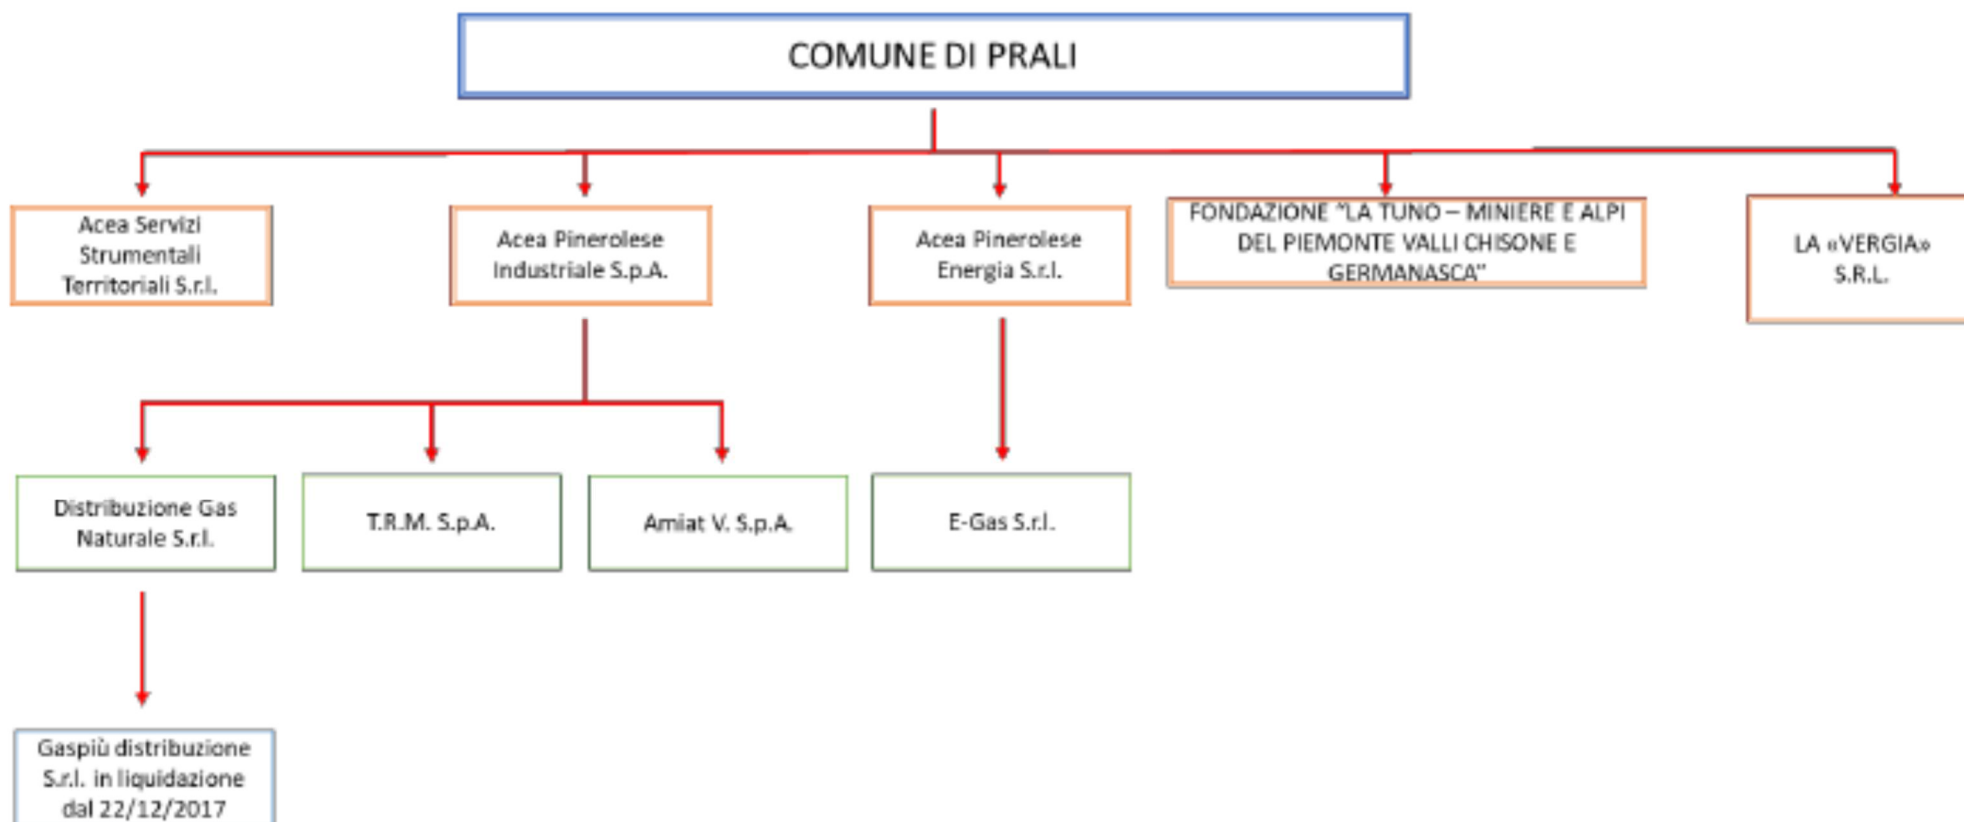 COMUNE DI PRALI
Acea Servizi
Strumentali
Territoriali S.r.l.
Acea Pinerolese
Industriale S.p.A.
Acea Pinerolese
Energia S.r.l.
FONDAZIONE “LA TUNO – MINIERE E ALPI
DEL PIEMONTE VALLI CHISONE E
GERMANASCA”
LA «VERGIA»
S.R.L.
Distribuzione Gas
Naturale S.r.l.
T.R.M. S.p.A.
Amiat V. S.p.A.
E-Gas S.r.l.
Gaspiù distribuzione
S.r.l. in liquidazione
dal 22/12/2017